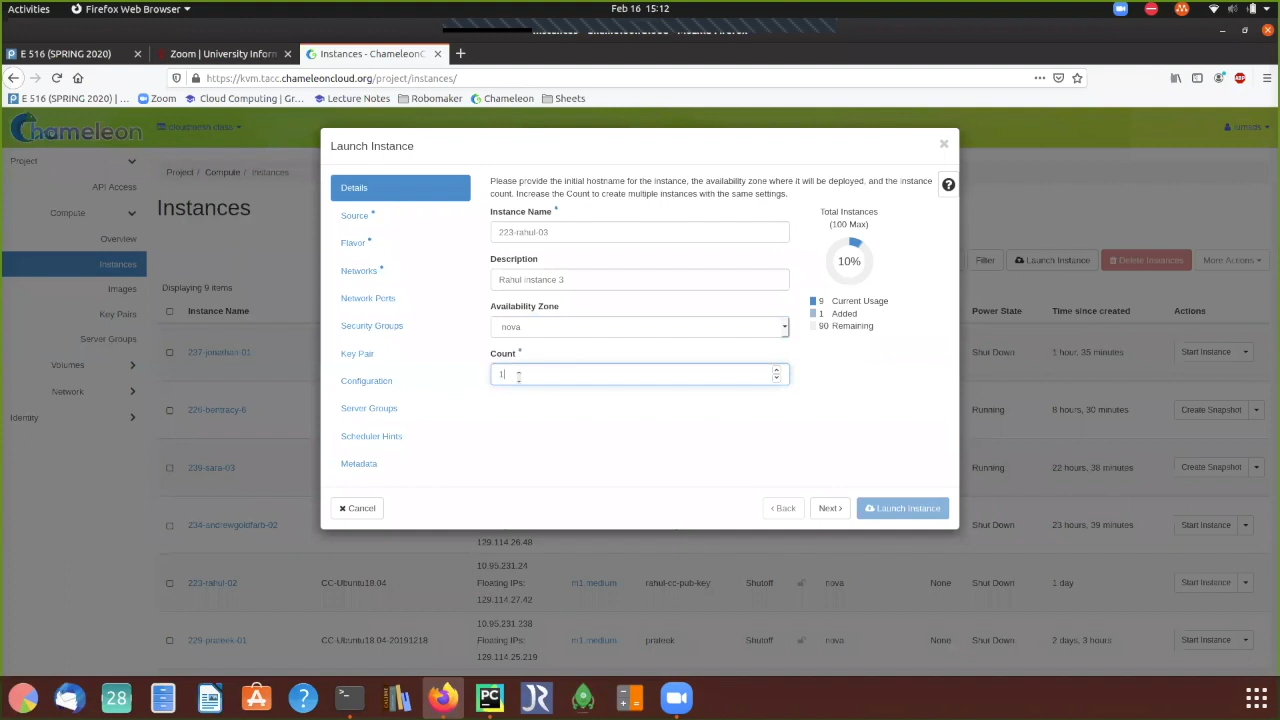 Activities
Firefox Web Browser
Feb 16 15:12
E 516 (SPRING 2020)
Zoom | University Inform
Instances - ChameleonC
https://kvm.tacc.chameleoncloud.org/project/instances/
E 516 (SPRING 2020) | ...
Zoom
Cloud Computing | Gr...
Lecture Notes
Robomaker
Chameleon
Sheets
Chameleon
Project
API Access
Compute
Overview
Instances
Images
Key Pairs
Server Groups
Volumes
Network
Identity
Project / Compute / Instances
Instances
Filter
Launch Instance
Delete Instances
More Actions
Displaying 9 items
Instance Name
Power State
Time since created
Actions
237-jonathan-01
Shut Down
1 hour, 35 minutes
Start Instance
226-bentracy-6
Running
8 hours, 30 minutes
Create Snapshot
239-sara-03
Running
22 hours, 38 minutes
Create Snapshot
234-andrewgoldfarb-02
129.114.26.48
Shut Down
23 hours, 39 minutes
Start Instance
223-rahul-02
CC-Ubuntu18.04
10.95.231.24
Floating IPs:
129.114.27.42
m1.medium
rahul-cc-pub-key
Shutoff
nova
None
Shut Down
1 day
Start Instance
229-prateek-01
CC-Ubuntu18.04-20191218
10.95.231.238
Floating IPs:
129.114.25.219
m1.medium
prateek
Shutoff
nova
None
Shut Down
2 days, 3 hours
Start Instance
Launch Instance
Details
Source *
Flavor *
Networks *
Network Ports
Security Groups
Key Pair
Configuration
Server Groups
Scheduler Hints
Metadata
Please provide the initial hostname for the instance, the availability zone where it will be deployed, and the instance
count. Increase the Count to create multiple instances with the same settings.
Instance Name *
223-rahul-03
Description
Rahul instance 3
Availability Zone
nova
Count *
1
Total Instances
(100 Max)
10%
9 Current Usage
1 Added
90 Remaining
Cancel
Back
Next
Launch Instance
28
PC
JR